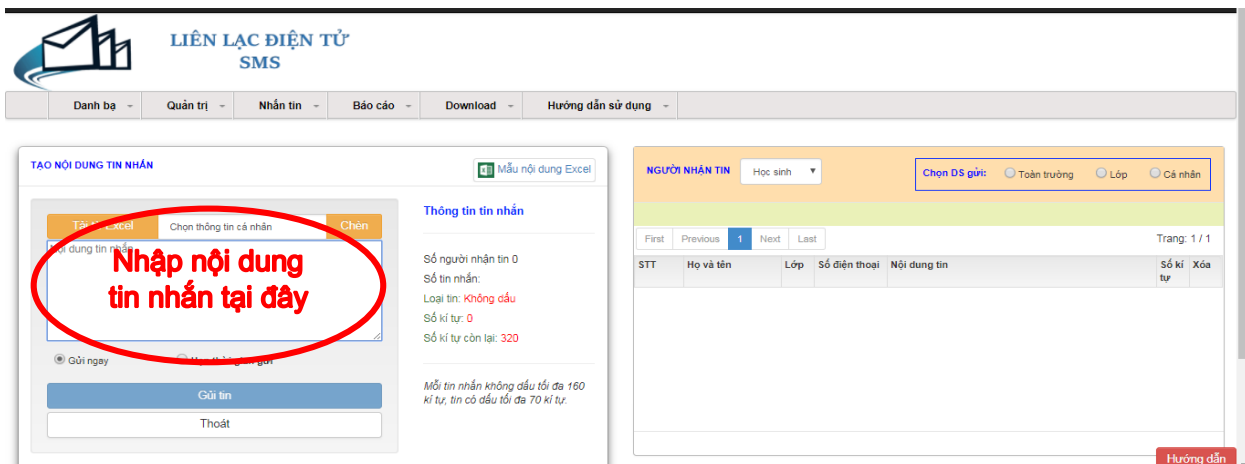 LIÊN LẠC ĐIỆN TỬ
SMS
Danh bạ Quản trị Nhắn tin Báo cáo Download Hướng dẫn sử dụng
TẠO NỘI DUNG TIN NHẮN
Mẫu nội dung Excel
Excel Chọn thông tin cá nhân Chèn
Nội dung tin nhắn
Nhập nội dung
tin nhắn tại đây
Gửi ngay gửi
Gửi tin
Thoát
Thông tin tin nhắn
Số người nhận tin 0
Số tin nhắn:
Loại tin: Không dấu
Số kí tự: 0
Số kí tự còn lại: 320
Mỗi tin nhắn không dấu tối đa 160
kí tự, tin có dấu tối đa 70 kí tự.
NGƯỜI NHẬN TIN Học sinh Chọn DS gửi: Toàn trường Lớp Cá nhân
First Previous 1 Next Last Trang: 1 / 1
STT Họ và tên Lớp Số điện thoại Nội dung tin Số kí tự Xóa
Hướng dẫn